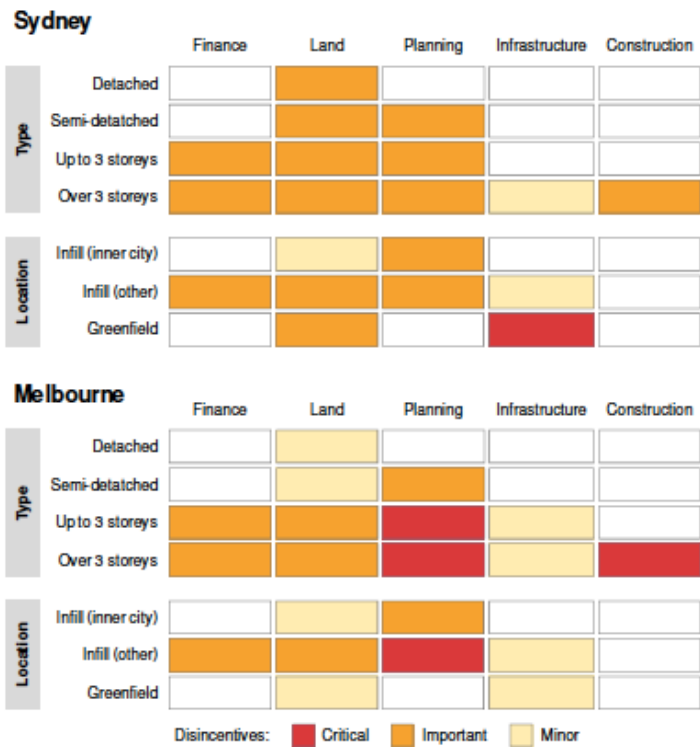 Sydney
Finance Land Planning Infrastructure Construction
Type
Detached
Semi-detatched
Up to 3 storeys
Over 3 storeys
Location
Infill (inner city)
Infill (other)
Greenfield
Melbourne
Finance Land Planning Infrastructure Construction
Type
Detached
Semi-detatched
Up to 3 storeys
Over 3 storeys
Location
Infill (inner city)
Infill (other)
Greenfield
Disincentives: Critical Important Minor